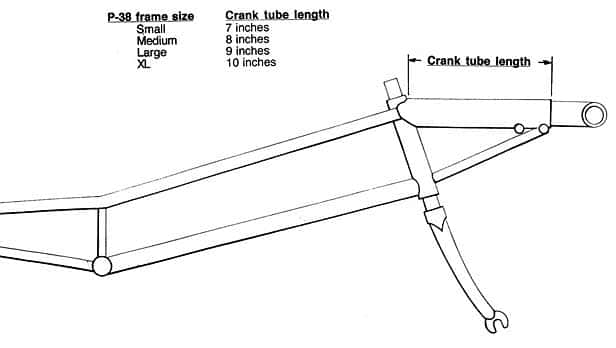 P-38 frame size Crank tube length
Small 7 inches
Medium 8 inches
Large 9 inches
XL 10 inches
Crank tube length